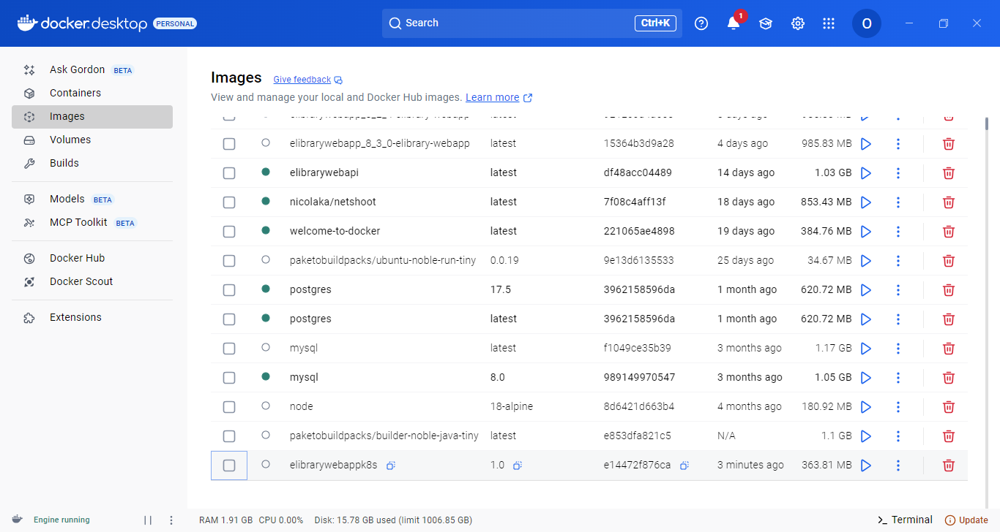 docker.desktop PERSONAL Search Ctrl+K 1 O
Ask Gordon BETA
Containers
Images
Volumes
Builds
Models BETA
MCP Toolkit BETA
Docker Hub
Docker Scout
Extensions
Images Give feedback
View and manage your local and Docker Hub images. Learn more
elibrarywebapp_8_3_0-elibrary-webapp latest 15364b3d9a28 4 days ago 985.83 MB
elibrarywebapi latest df48acc04489 14 days ago 1.03 GB
nicolaka/netshoot latest 7f08c4aff13f 18 days ago 853.43 MB
welcome-to-docker latest 221065ae4898 19 days ago 384.76 MB
paketobuildpacks/ubuntu-noble-run-tiny 0.0.19 9e13d6135533 25 days ago 34.67 MB
postgres 17.5 3962158596da 1 month ago 620.72 MB
postgres latest 3962158596da 1 month ago 620.72 MB
mysql latest f1049ce35b39 3 months ago 1.17 GB
mysql 8.0 989149970547 3 months ago 1.05 GB
node 18-alpine 8d6421d663b4 4 months ago 180.92 MB
paketobuildpacks/builder-noble-java-tiny latest e853dfa821c5 N/A 1.1 GB
elibrarywebappk8s 1.0 e14472f876ca 3 minutes ago 363.81 MB
Engine running RAM 1.91 GB CPU 0.00% Disk: 15.78 GB used (limit 1006.85 GB) Terminal Update